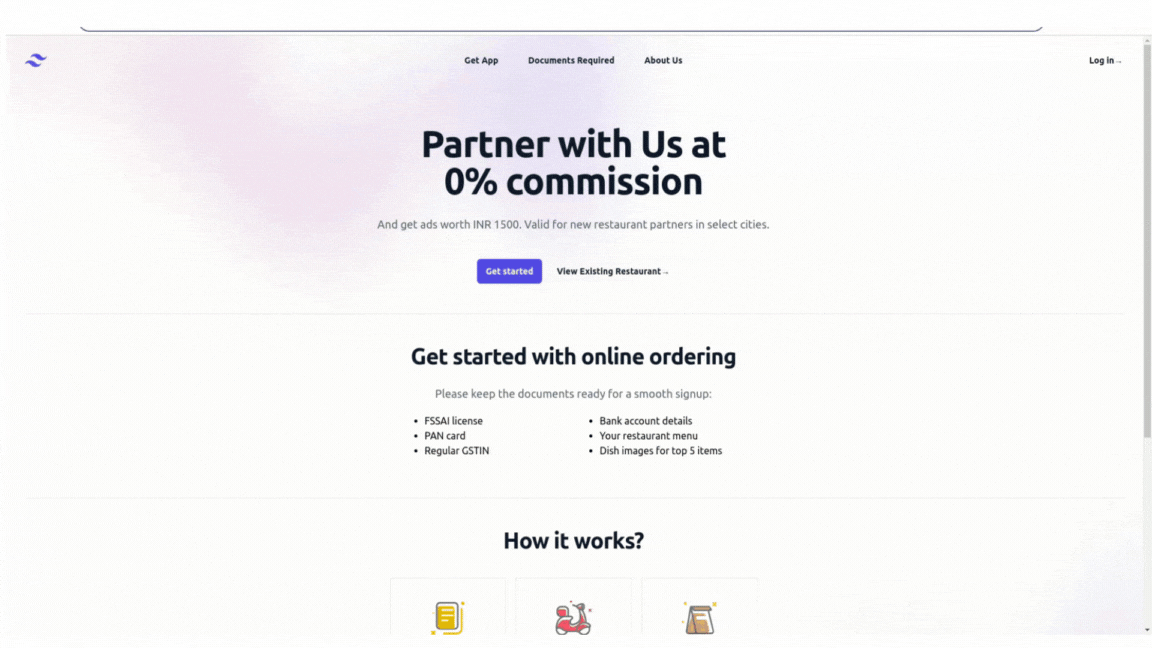 Get App
Documents Required
About Us
Log in →
Partner with Us at
0% commission
And get ads worth INR 1500. Valid for new restaurant partners in select cities.
Get started
View Existing Restaurant →
Get started with online ordering
Please keep the documents ready for a smooth signup:
• FSSAI license
• PAN card
• Regular GSTIN
• Bank account details
• Your restaurant menu
• Dish images for top 5 items
How it works?